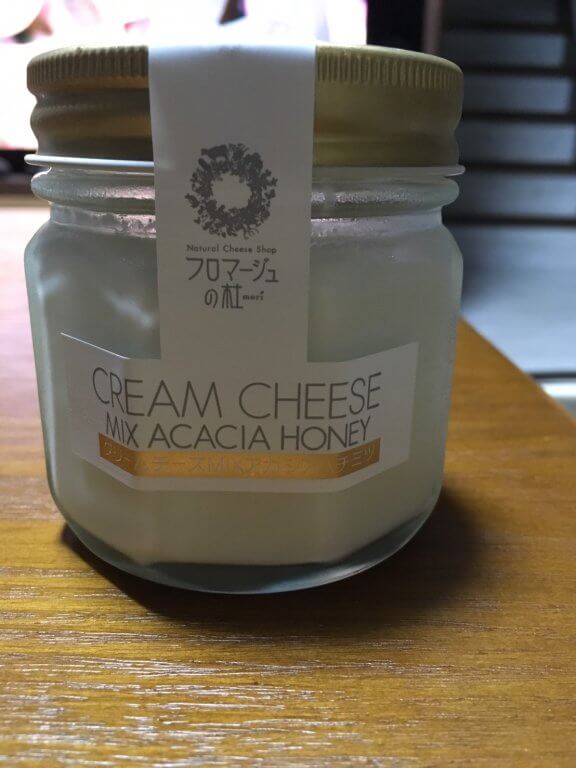 Natural Cheese Shop
フロマージュ
の杜 mori
CREAM CHEESE
MIX ACACIA HONEY
クリームチーズMIXアカシアハチミツ